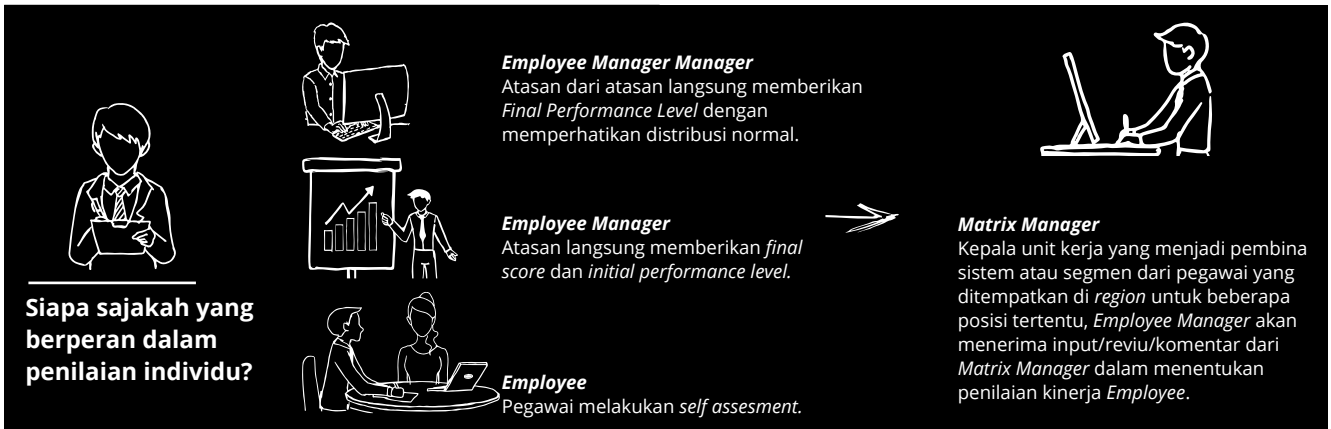 Siapa sajakah yang
berperan dalam
penilaian individu?
Employee Manager Manager
Atasan dari atasan langsung memberikan
Final Performance Level dengan
memperhatikan distribusi normal.
Employee Manager
Atasan langsung memberikan final
score dan initial performance level.
Employee
Pegawai melakukan self assesment.
Matrix Manager
Kepala unit kerja yang menjadi pembina
sistem atau segmen dari pegawai yang
ditempatkan di region untuk beberapa
posisi tertentu, Employee Manager akan
menerima input/reviu/komentar dari
Matrix Manager dalam menentukan
penilaian kinerja Employee.